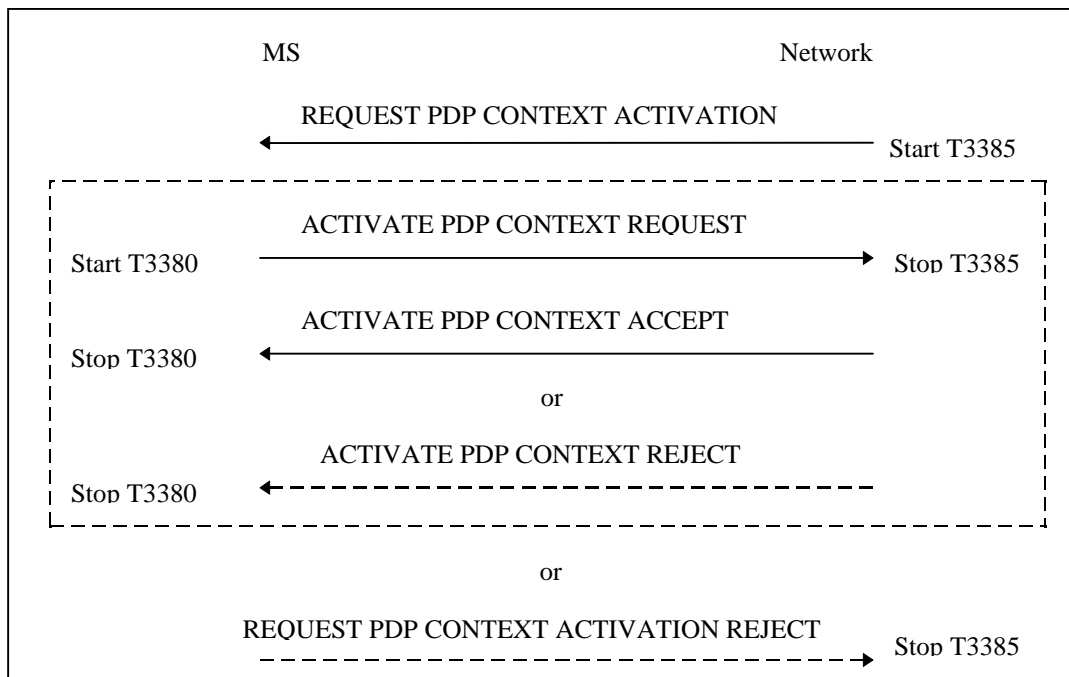 MS Network
REQUEST PDP CONTEXT ACTIVATION
Start T3385
ACTIVATE PDP CONTEXT REQUEST
Start T3380 Stop T3385
ACTIVATE PDP CONTEXT ACCEPT
Stop T3380
or
ACTIVATE PDP CONTEXT REJECT
Stop T3380
or
REQUEST PDP CONTEXT ACTIVATION REJECT
Stop T3385